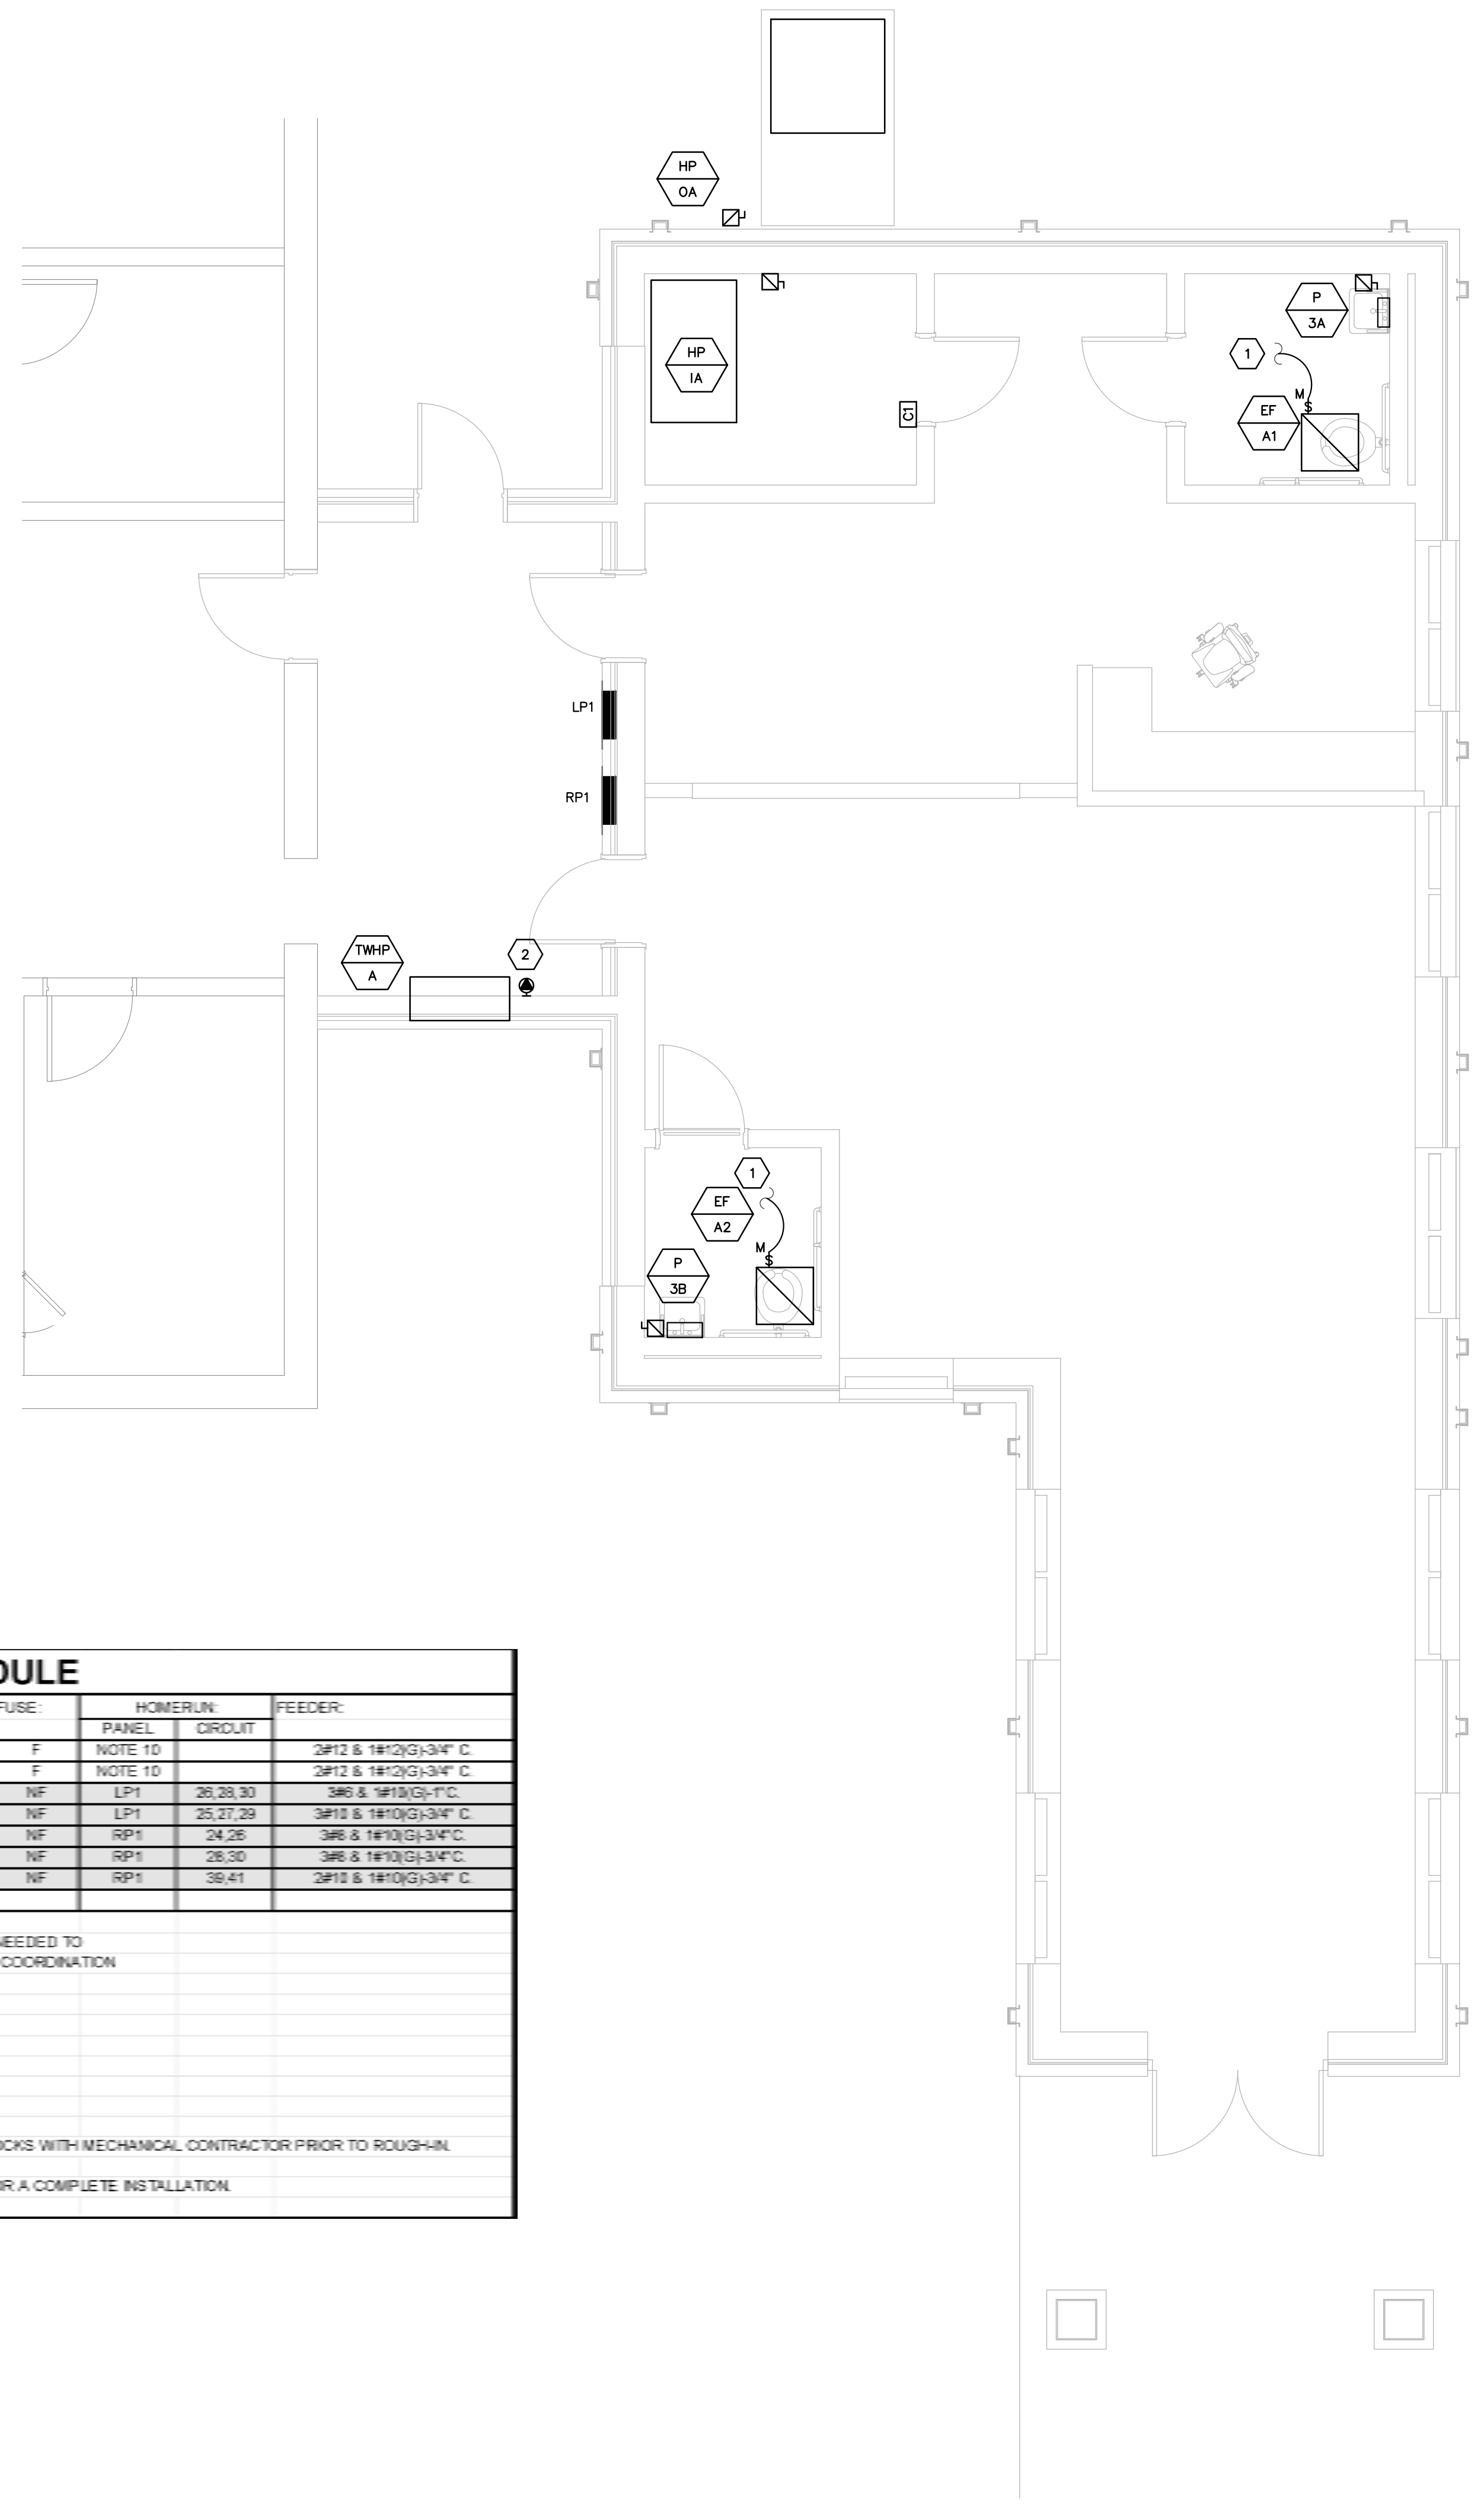 HP
OA
HP
IA
P
3A
1
M
$
EF
A1
C1
LP1
RP1
TWHP
A
2
1
EF
A2
M
$
P
3B
DULE
FUSE: HOMERUN: FEEDER:
PANEL CIRCUIT
F NOTE 10 2#12 & 1#12(G)-3/4" C.
F NOTE 10 2#12 & 1#12(G)-3/4" C.
NF LP1 26,28,30 3#6 & 1#10(G)-1"C.
NF LP1 25,27,29 3#10 & 1#10(G)-3/4" C.
NF RP1 24,26 & 1#10(G)-3/4"C.
NF RP1 28,30 & 1#10(G)-3/4"C.
NF RP1 39,41 2#10 & 1#10(G)-3/4" C.
NEEDED TO
COORDINATION
OCKS WITH MECHANICAL CONTRACTOR PRIOR TO ROUGH-IN.
OR A COMPLETE INSTALLATION.